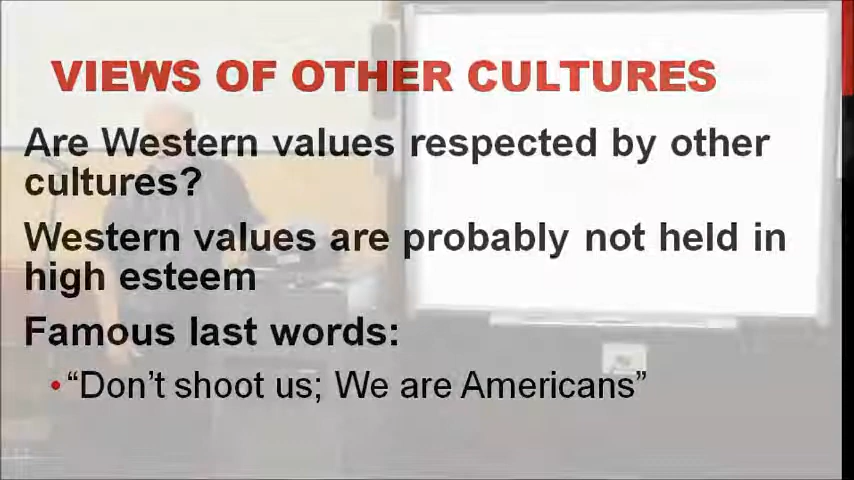 VIEWS OF OTHER CULTURES
Are Western values respected by other
cultures?
Western values are probably not held in
high esteem
Famous last words:
•“Don’t shoot us; We are Americans”